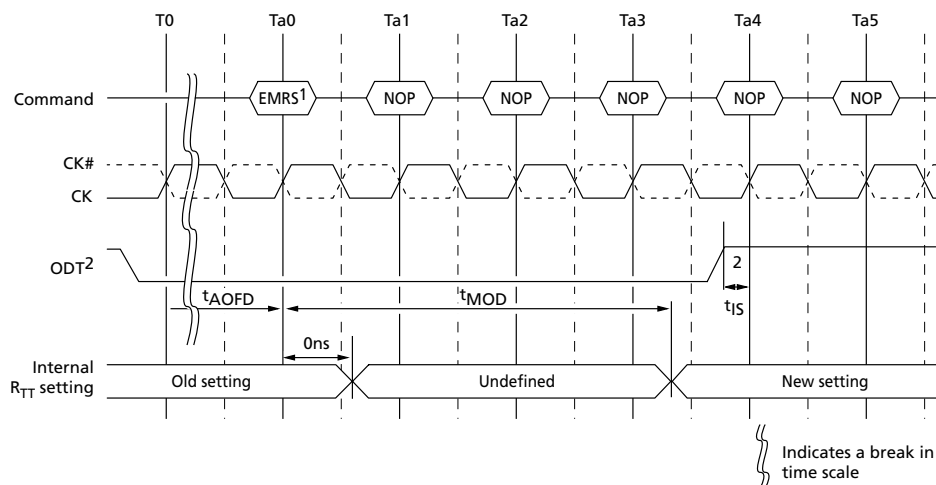 T0 Ta0 Ta1 Ta2 Ta3 Ta4 Ta5
Command EMRS1 NOP NOP NOP NOP NOP
CK#
CK
ODT2 2
tAOFD tMOD tIS
0ns
Internal
RTT setting Old setting Undefined New setting
Indicates a break in
time scale